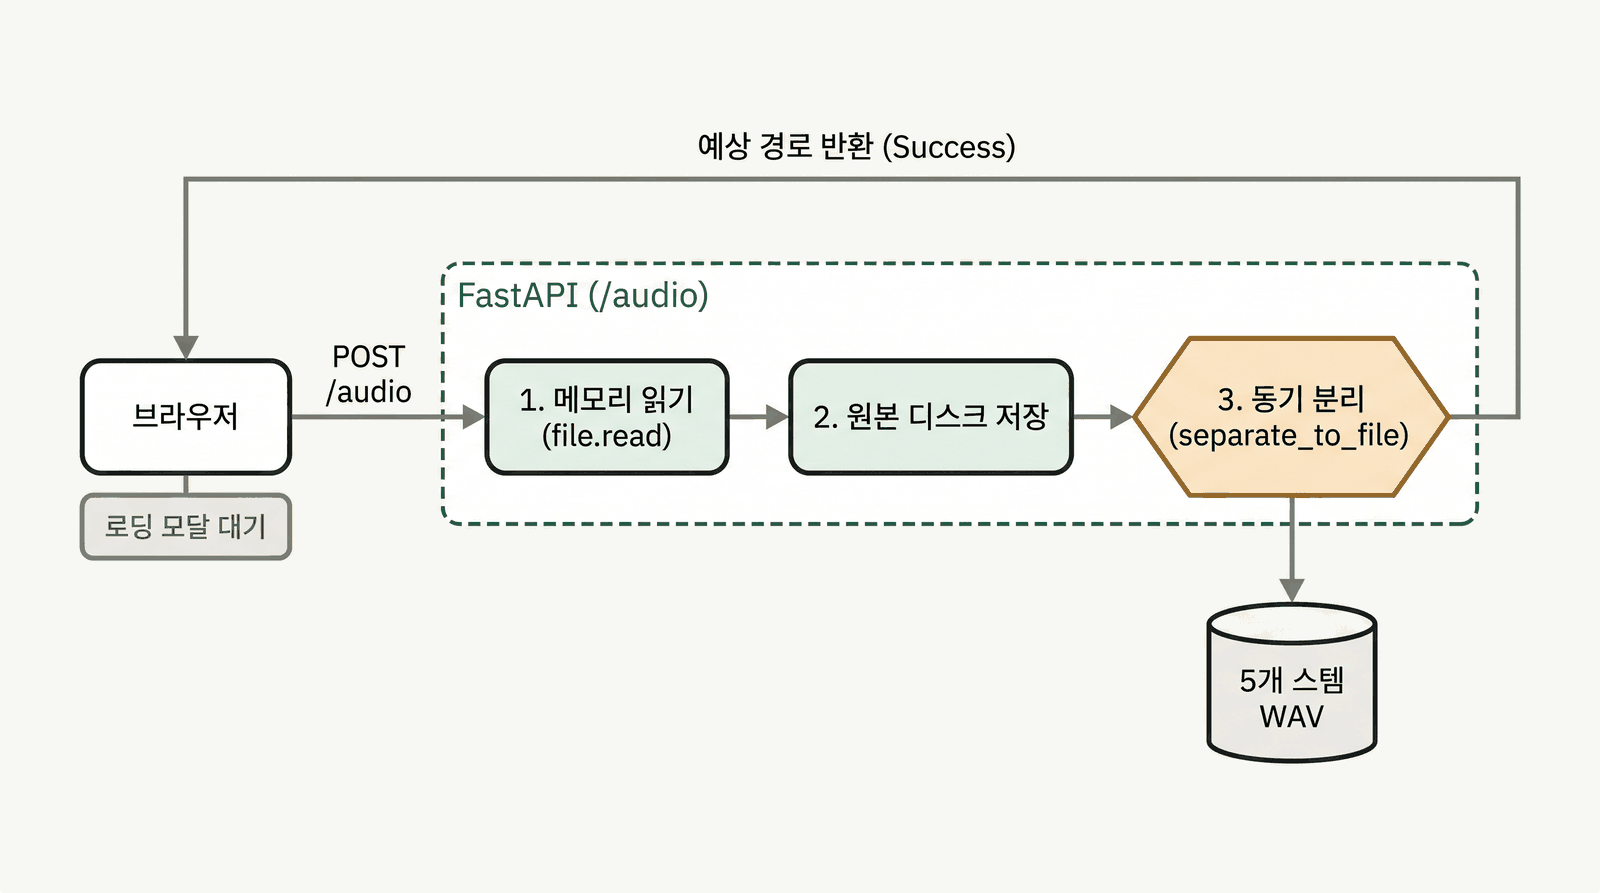 예상 경로 반환 (Success)
FastAPI (/audio)
POST
/audio
브라우저
로딩 모달 대기
1. 메모리 읽기
(file.read)
2. 원본 디스크 저장
3. 동기 분리
(separate_to_file)
5개 스템
WAV